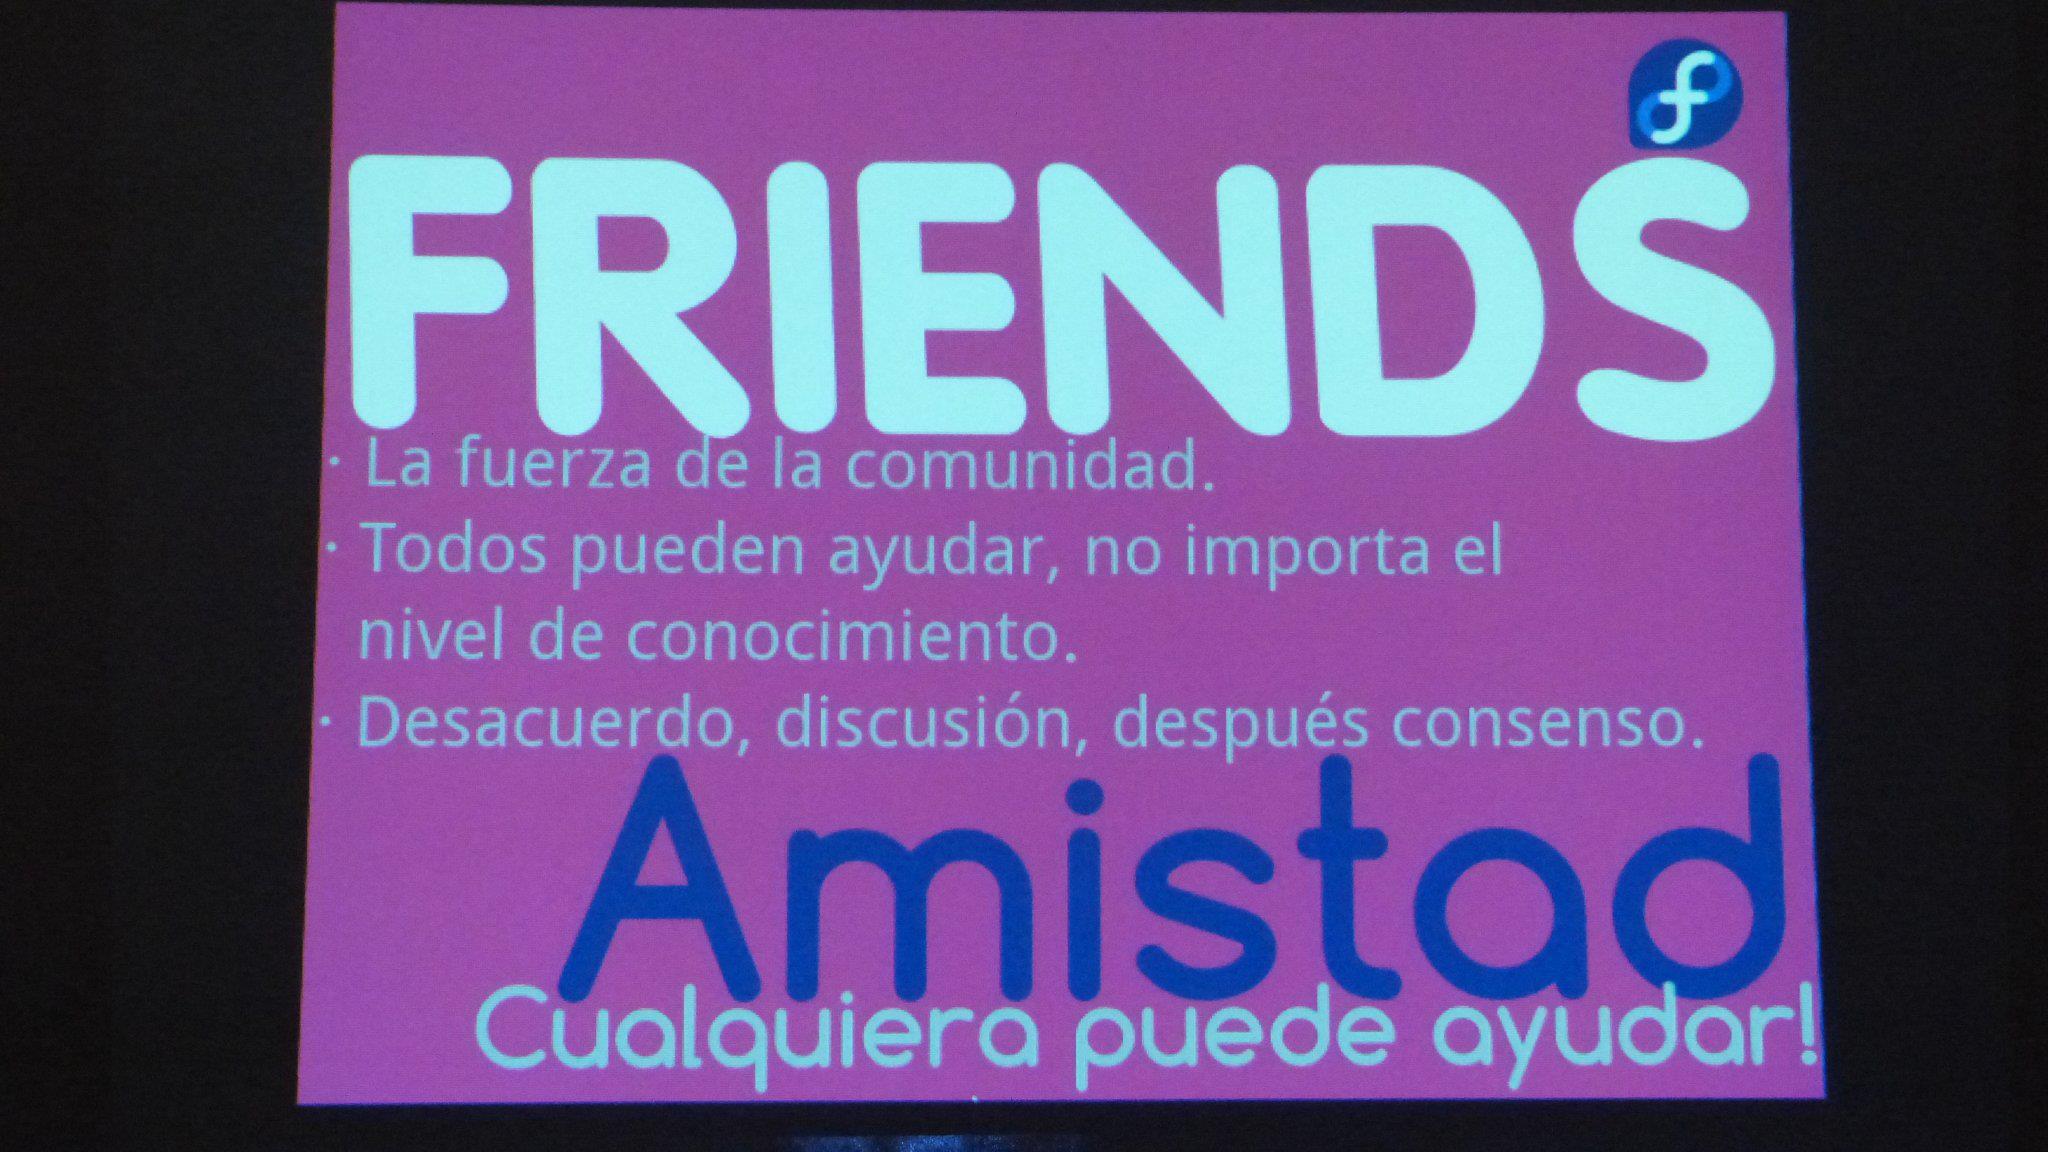 FRIENDS
· La fuerza de la comunidad.
· Todos pueden ayudar, no importa el
nivel de conocimiento.
· Desacuerdo, discusión, después consenso.
Amistad
Cualquiera puede ayudar!